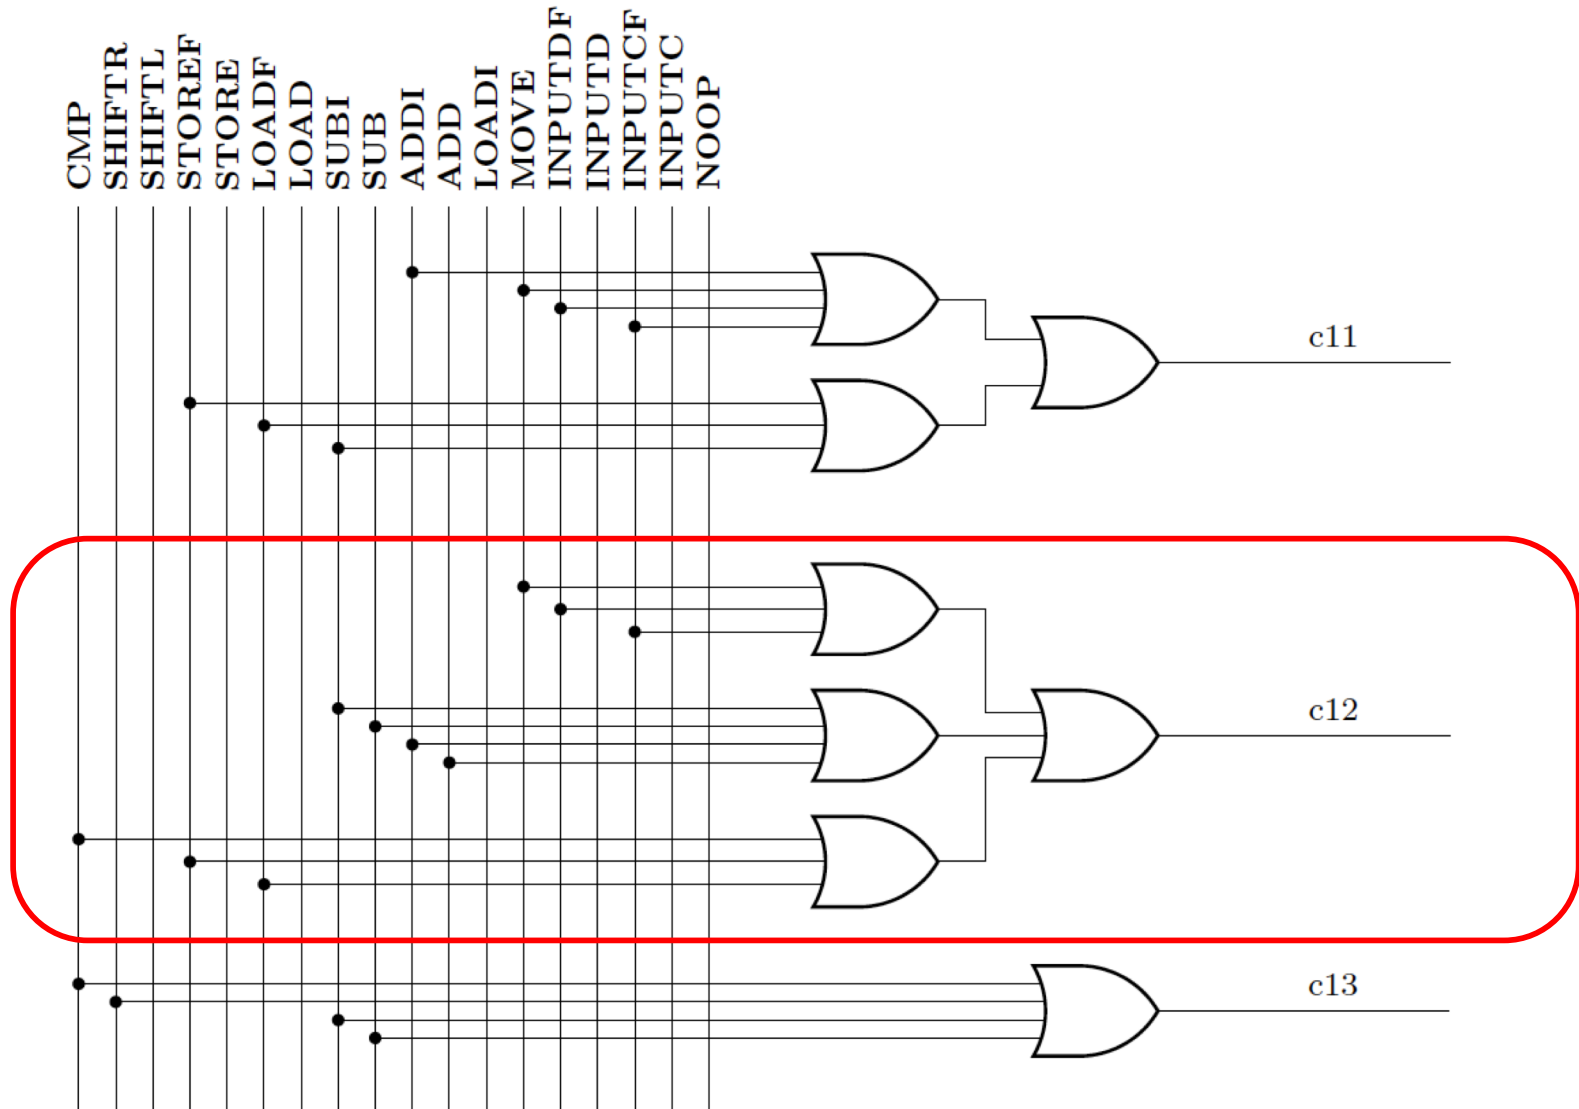 CMP
SHIFTR
SHIFTL
STOREF
STORE
LOADF
LOAD
SUBI
SUB
ADDI
ADD
LOADI
MOVE
INPUTDF
INPUTD
INPUTCF
INPUTC
NOOP
c11
c12
c13